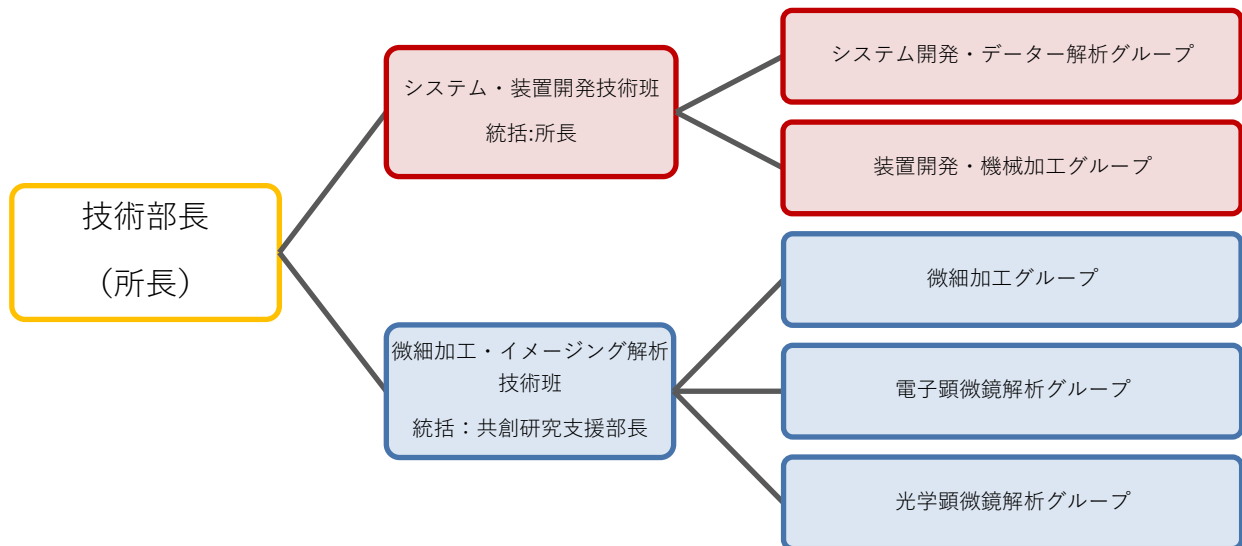 技術部長
（所長）
システム・装置開発技術班
統括:所長
システム開発・データー解析グループ
装置開発・機械加工グループ
微細加工・イメージング解析
技術班
統括：共創研究支援部長
微細加工グループ
電子顕微鏡解析グループ
光学顕微鏡解析グループ